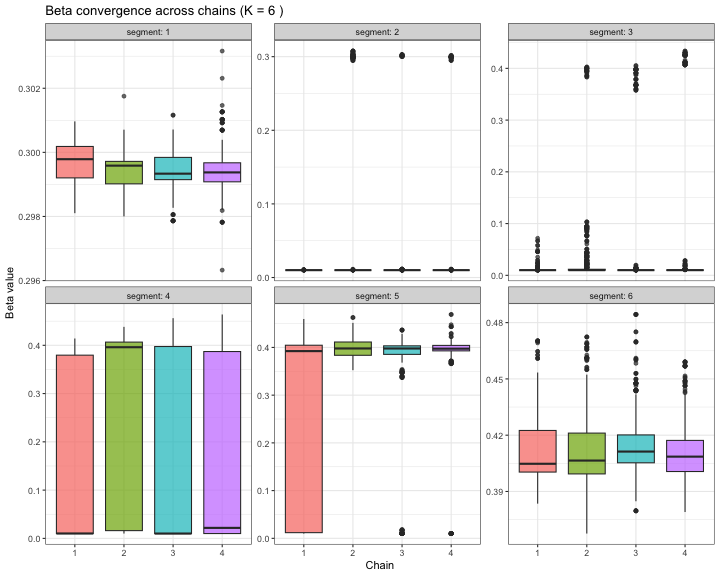 Beta convergence across chains (K = 6 )
segment: 1
segment: 2
segment: 3
0.302
0.300
0.298
0.296
0.3
0.2
0.1
0.0
0.4
0.3
0.2
0.1
0.0
Beta value
segment: 4
segment: 5
segment: 6
0.4
0.3
0.2
0.1
0.0
0.4
0.3
0.2
0.1
0.0
0.48
0.45
0.42
0.39
1 2 3 4
1 2 3 4
1 2 3 4
Chain